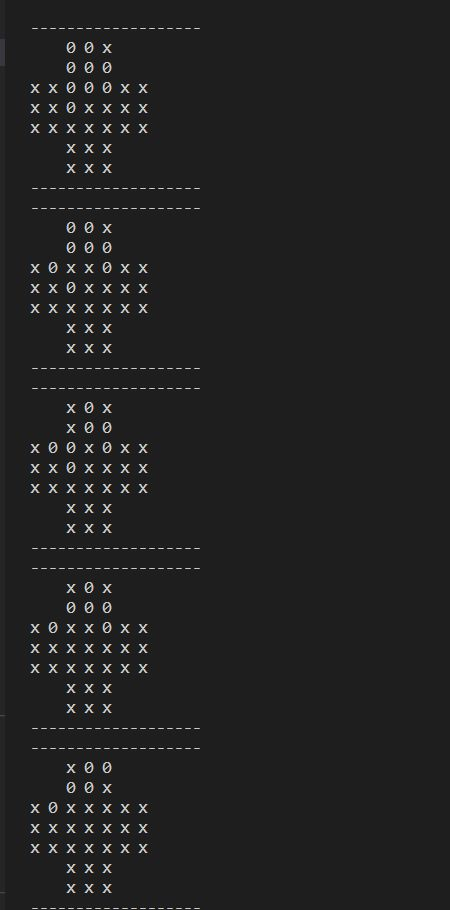 -------------------
    0 0 x
    0 0 0
x x 0 0 0 x x
x x 0 x x x x
x x x x x x x
    x x x
    x x x
-------------------
-------------------
    0 0 x
    0 0 0
x 0 x x 0 x x
x x 0 x x x x
x x x x x x x
    x x x
    x x x
-------------------
-------------------
    x 0 x
    x 0 0
x 0 0 x 0 x x
x x 0 x x x x
x x x x x x x
    x x x
    x x x
-------------------
-------------------
    x 0 x
    0 0 0
x 0 x x 0 x x
x x x x x x x
x x x x x x x
    x x x
    x x x
-------------------
-------------------
    x 0 0
    0 0 x
x 0 x x x x x
x x x x x x x
x x x x x x x
    x x x
    x x x
-------------------